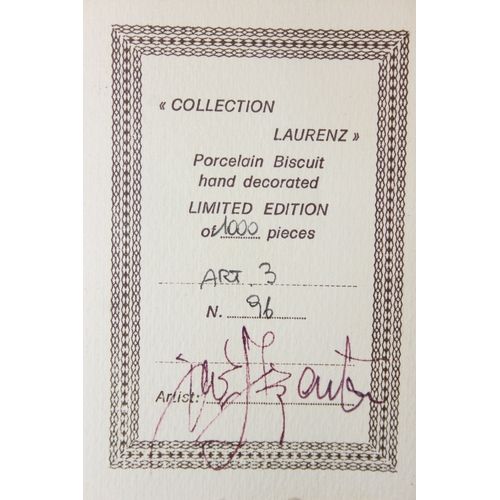 « COLLECTION
LAURENZ »
Porcelain Biscuit
hand decorated
LIMITED EDITION
of 1000 pieces
ART. 3
N. 96
Artist: